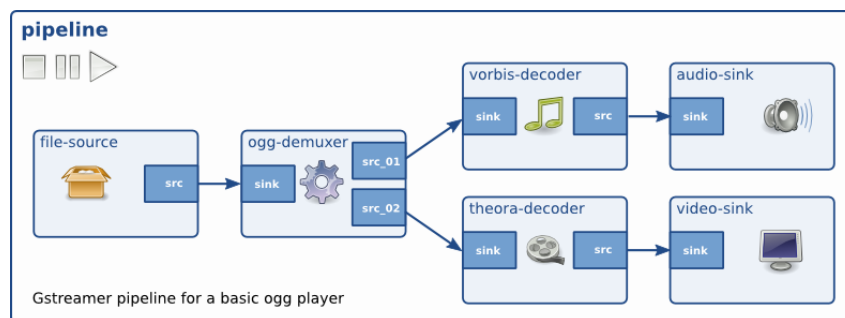 pipeline
file-source
src
ogg-demuxer
sink
src_01
src_02
vorbis-decoder
sink
src
audio-sink
sink
theora-decoder
sink
src
video-sink
sink
Gstreamer pipeline for a basic ogg player